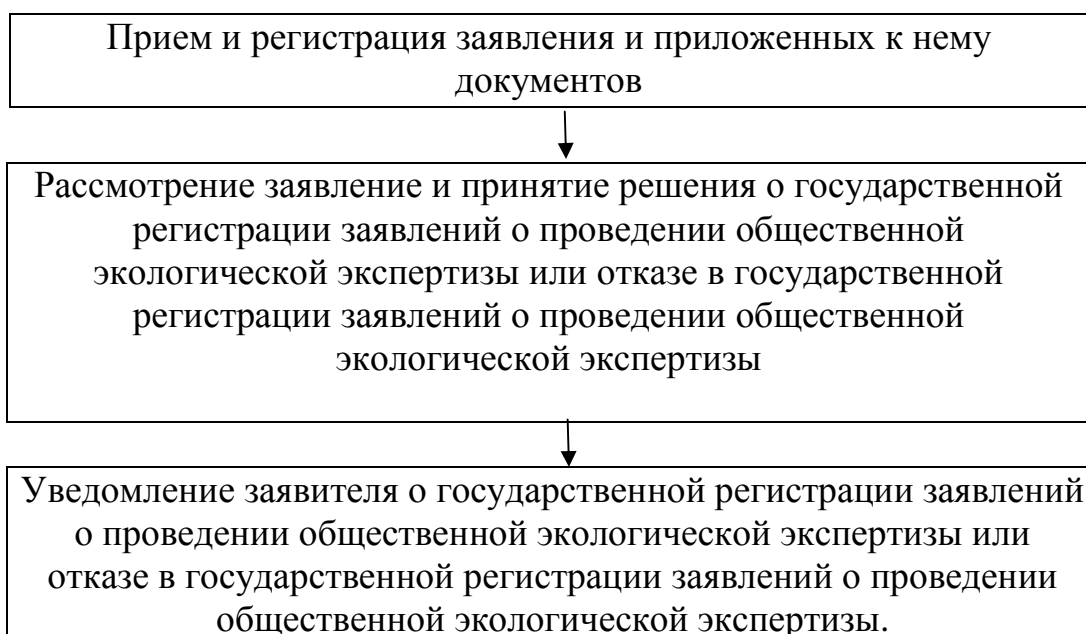 Прием и регистрация заявления и приложенных к нему
документов
Рассмотрение заявление и принятие решения о государственной
регистрации заявлений о проведении общественной
экологической экспертизы или отказе в государственной
регистрации заявлений о проведении общественной
экологической экспертизы
Уведомление заявителя о государственной регистрации заявлений
о проведении общественной экологической экспертизы или
отказе в государственной регистрации заявлений о проведении
общественной экологической экспертизы.